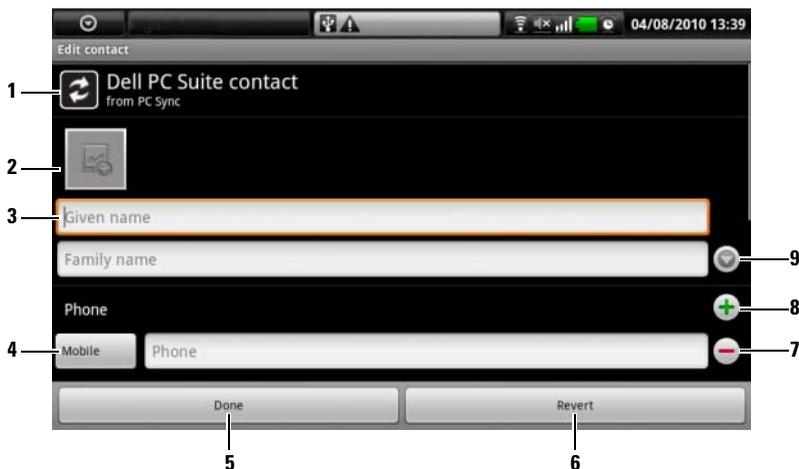 04/08/2010 13:39
Edit contact
1
Dell PC Suite contact
from PC Sync
2
3
Given name
Family name
9
Phone
8
4
Mobile
Phone
7
Done
Revert
5
6